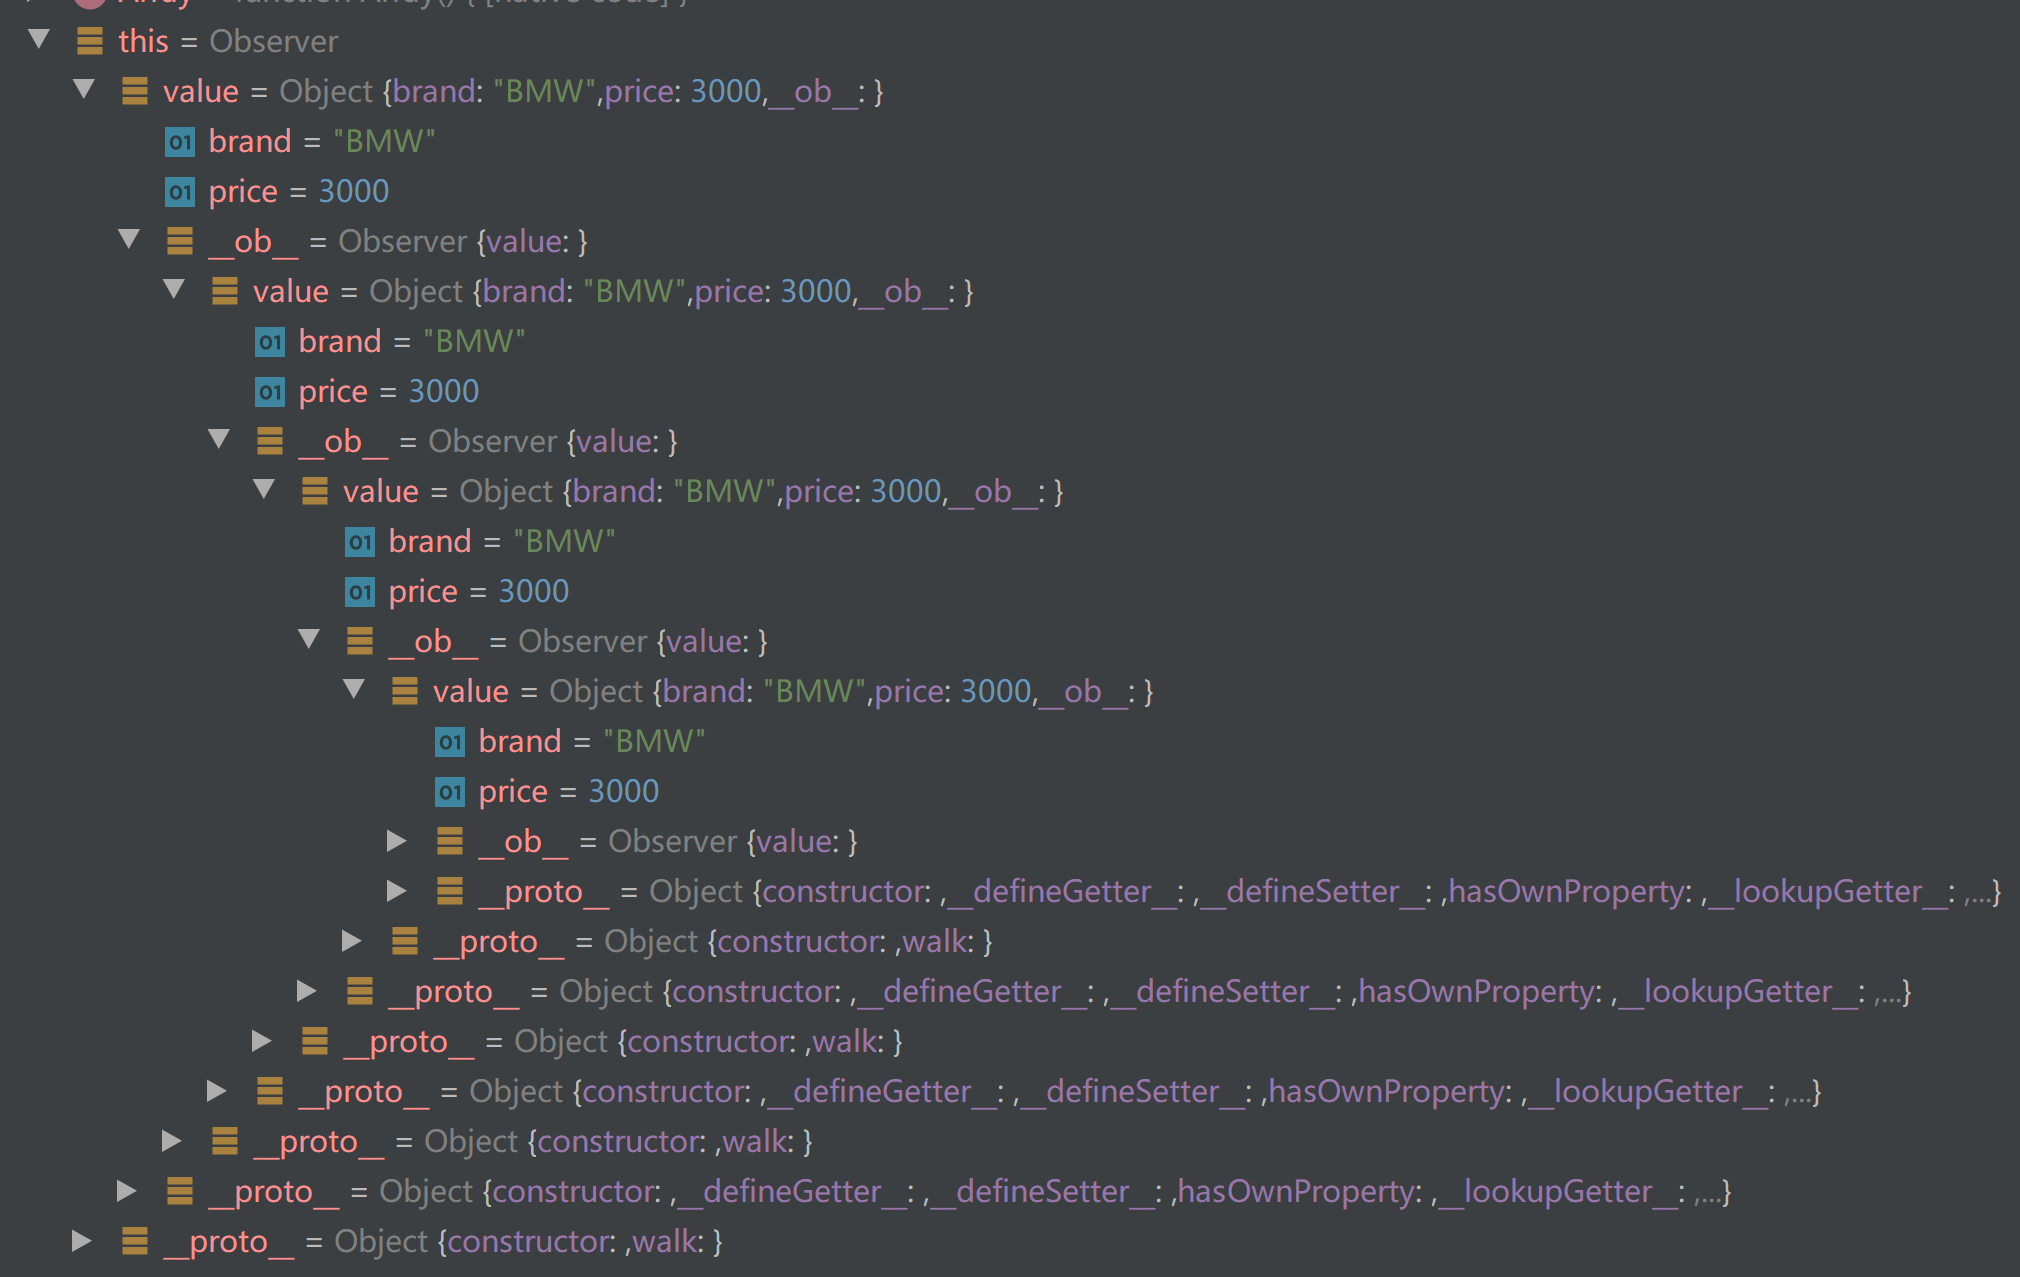 Array = function Array() { [native code] }
this = Observer
value = Object {brand: "BMW",price: 3000,__ob__: }
01 brand = "BMW"
01 price = 3000
__ob__ = Observer {value: }
value = Object {brand: "BMW",price: 3000,__ob__: }
01 brand = "BMW"
01 price = 3000
__ob__ = Observer {value: }
value = Object {brand: "BMW",price: 3000,__ob__: }
01 brand = "BMW"
01 price = 3000
__ob__ = Observer {value: }
value = Object {brand: "BMW",price: 3000,__ob__: }
01 brand = "BMW"
01 price = 3000
__ob__ = Observer {value: }
__proto__ = Object {constructor: ,__defineGetter__: ,__defineSetter__: ,hasOwnProperty: ,__lookupGetter__: ,...}
__proto__ = Object {constructor: ,walk: }
__proto__ = Object {constructor: ,__defineGetter__: ,__defineSetter__: ,hasOwnProperty: ,__lookupGetter__: ,...}
__proto__ = Object {constructor: ,walk: }
__proto__ = Object {constructor: ,__defineGetter__: ,__defineSetter__: ,hasOwnProperty: ,__lookupGetter__: ,...}
__proto__ = Object {constructor: ,walk: }
__proto__ = Object {constructor: ,__defineGetter__: ,__defineSetter__: ,hasOwnProperty: ,__lookupGetter__: ,...}
__proto__ = Object {constructor: ,walk: }